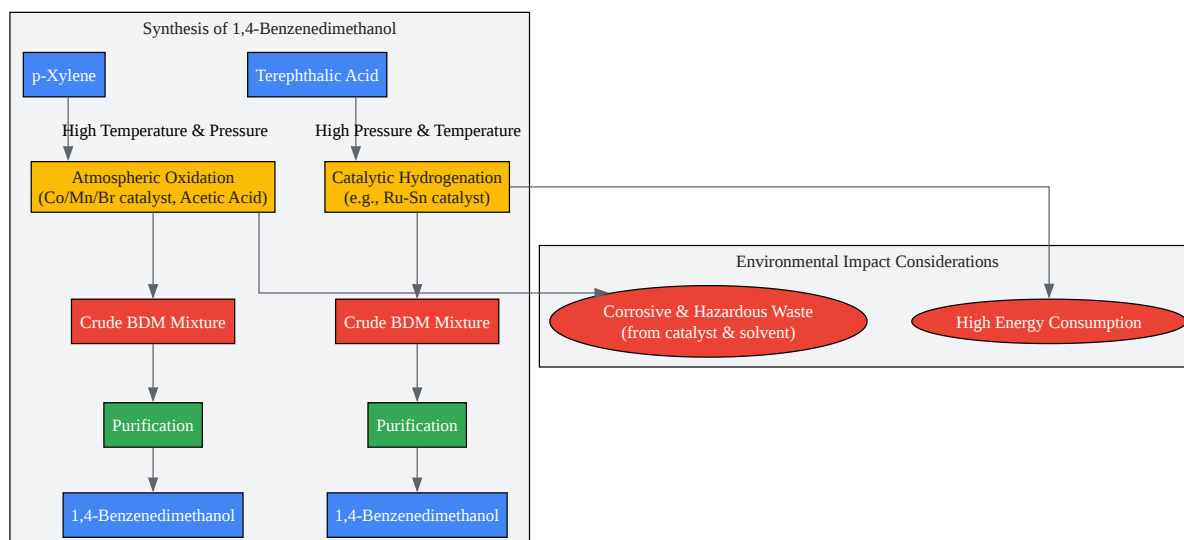 Synthesis of 1,4-Benzenedimethanol
p-Xylene
Terephthalic Acid
High Temperature & Pressure
High Pressure & Temperature
Atmospheric Oxidation
(Co/Mn/Br catalyst, Acetic Acid)
Catalytic Hydrogenation
(e.g., Ru-Sn catalyst)
Environmental Impact Considerations
Crude BDM Mixture
Crude BDM Mixture
Corrosive & Hazardous Waste
(from catalyst & solvent)
High Energy Consumption
Purification
Purification
1,4-Benzenedimethanol
1,4-Benzenedimethanol